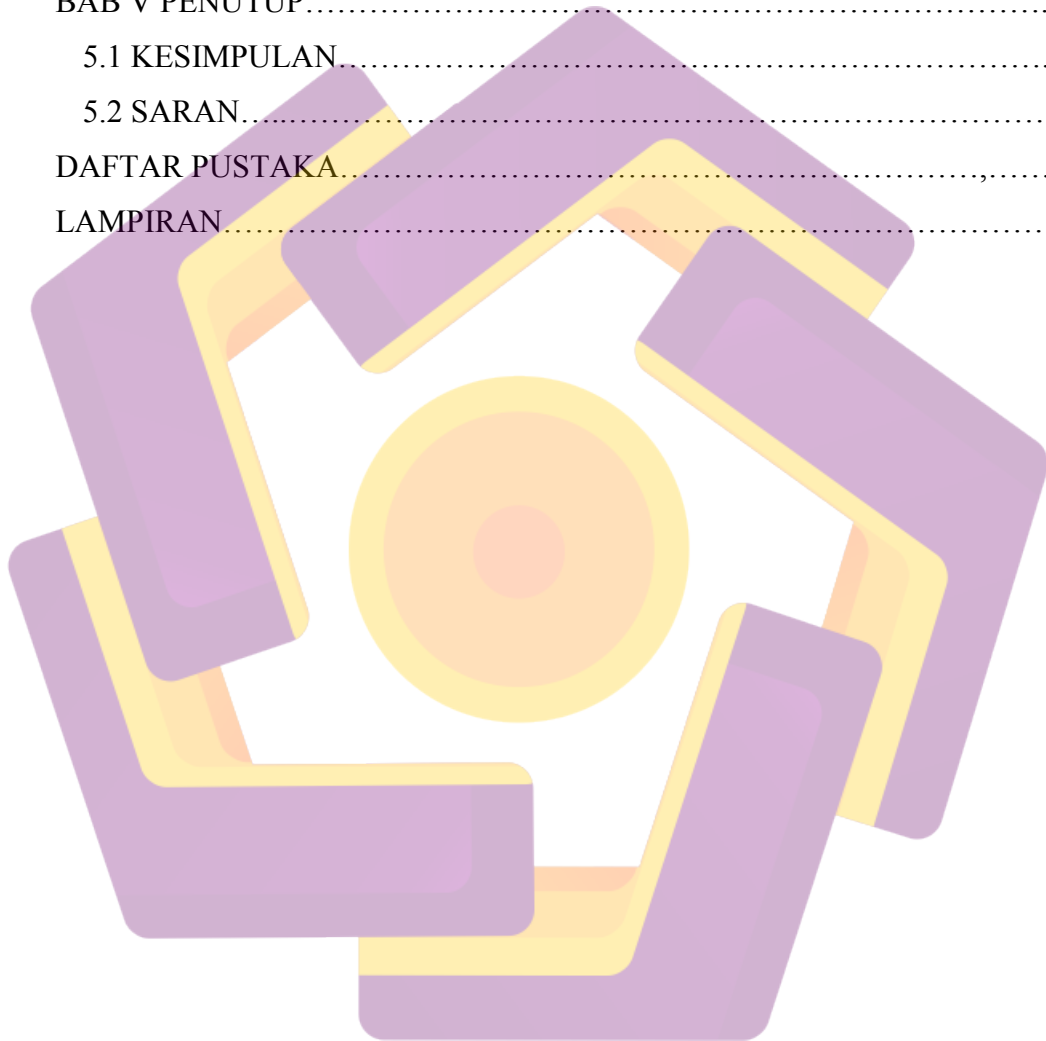 BAB V PENUTUP……………………………………………………………………
5.1 KESIMPULAN……………………………………………………………………
5.2 SARAN……………………………………………………………………………
DAFTAR PUSTAKA……………………………………………………,……
LAMPIRAN…………………………………………………………………………